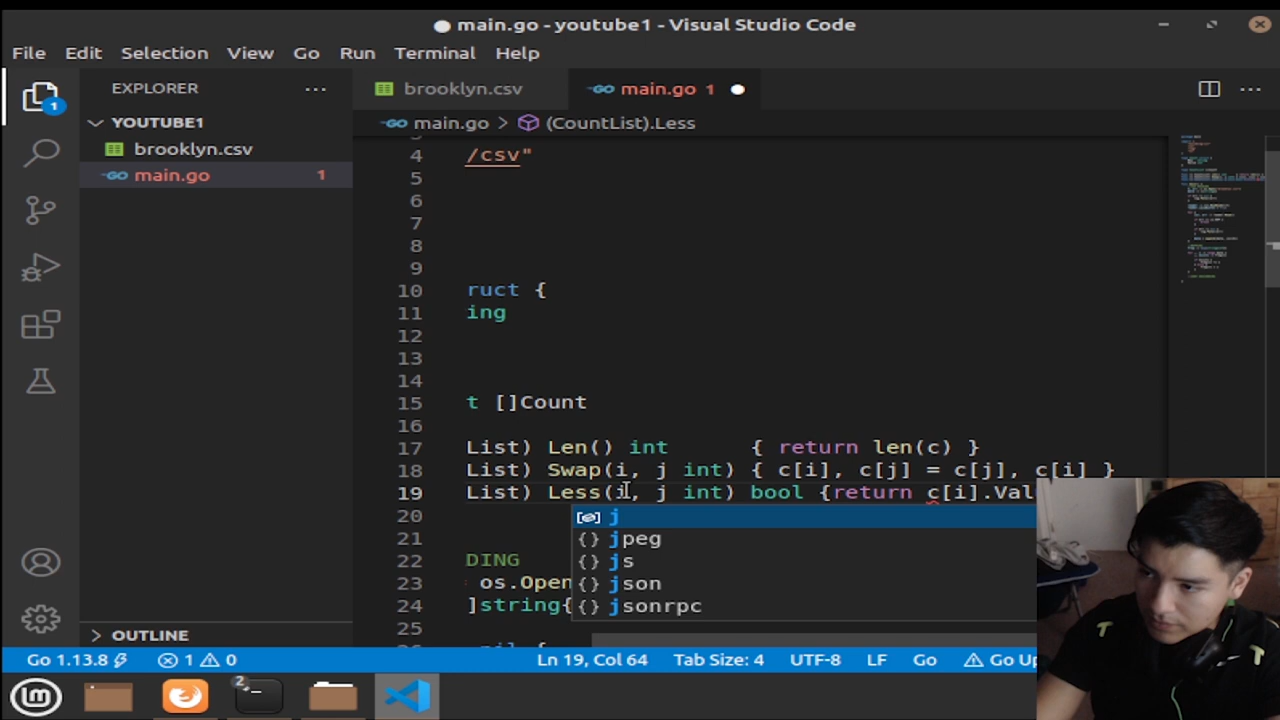 main.go - youtube1 - Visual Studio Code
File Edit Selection View Go Run Terminal Help
EXPLORER
brooklyn.csv
main.go 1
YOUTUBE1
main.go > (CountList).Less
brooklyn.csv
main.go 1
4 /csv"
5
6
7
8
9
10 ruct {
11 ing
12
13
14
15 t []Count
16
17 List) Len() int { return len(c) }
18 List) Swap(i, j int) { c[i], c[j] = c[j], c[i] }
19 List) Less(i, j int) bool {return c[i].Val
20
j
21
jpeg
22 DING
js
23 os.Open
json
24 ]string{
jsonrpc
25
OUTLINE
Go 1.13.8 1 0 Ln 19, Col 64 Tab Size: 4 UTF-8 LF Go Go Up
2